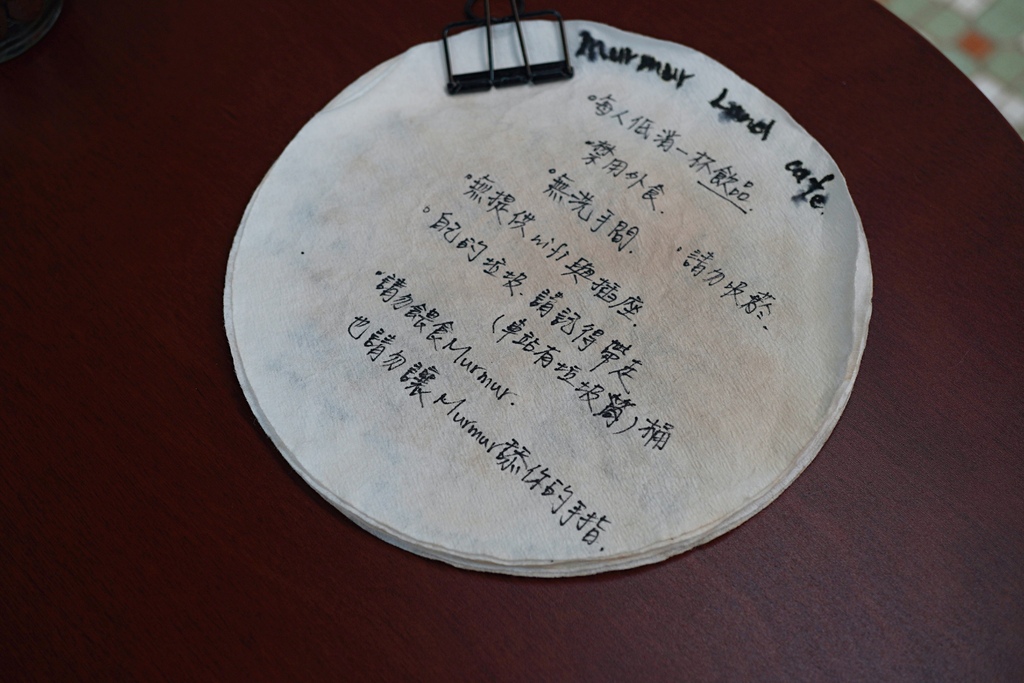 Murmur Land cafe.
•每人低消一杯飲品.
•禁用外食.
•無洗手間.
•請勿吸菸.
•無提供wifi與插座.
•自己的垃圾.請記得帶走
(車站有垃圾筒)桶
•請勿餵食Murmur.
也請勿讓Murmur舔你的手指.